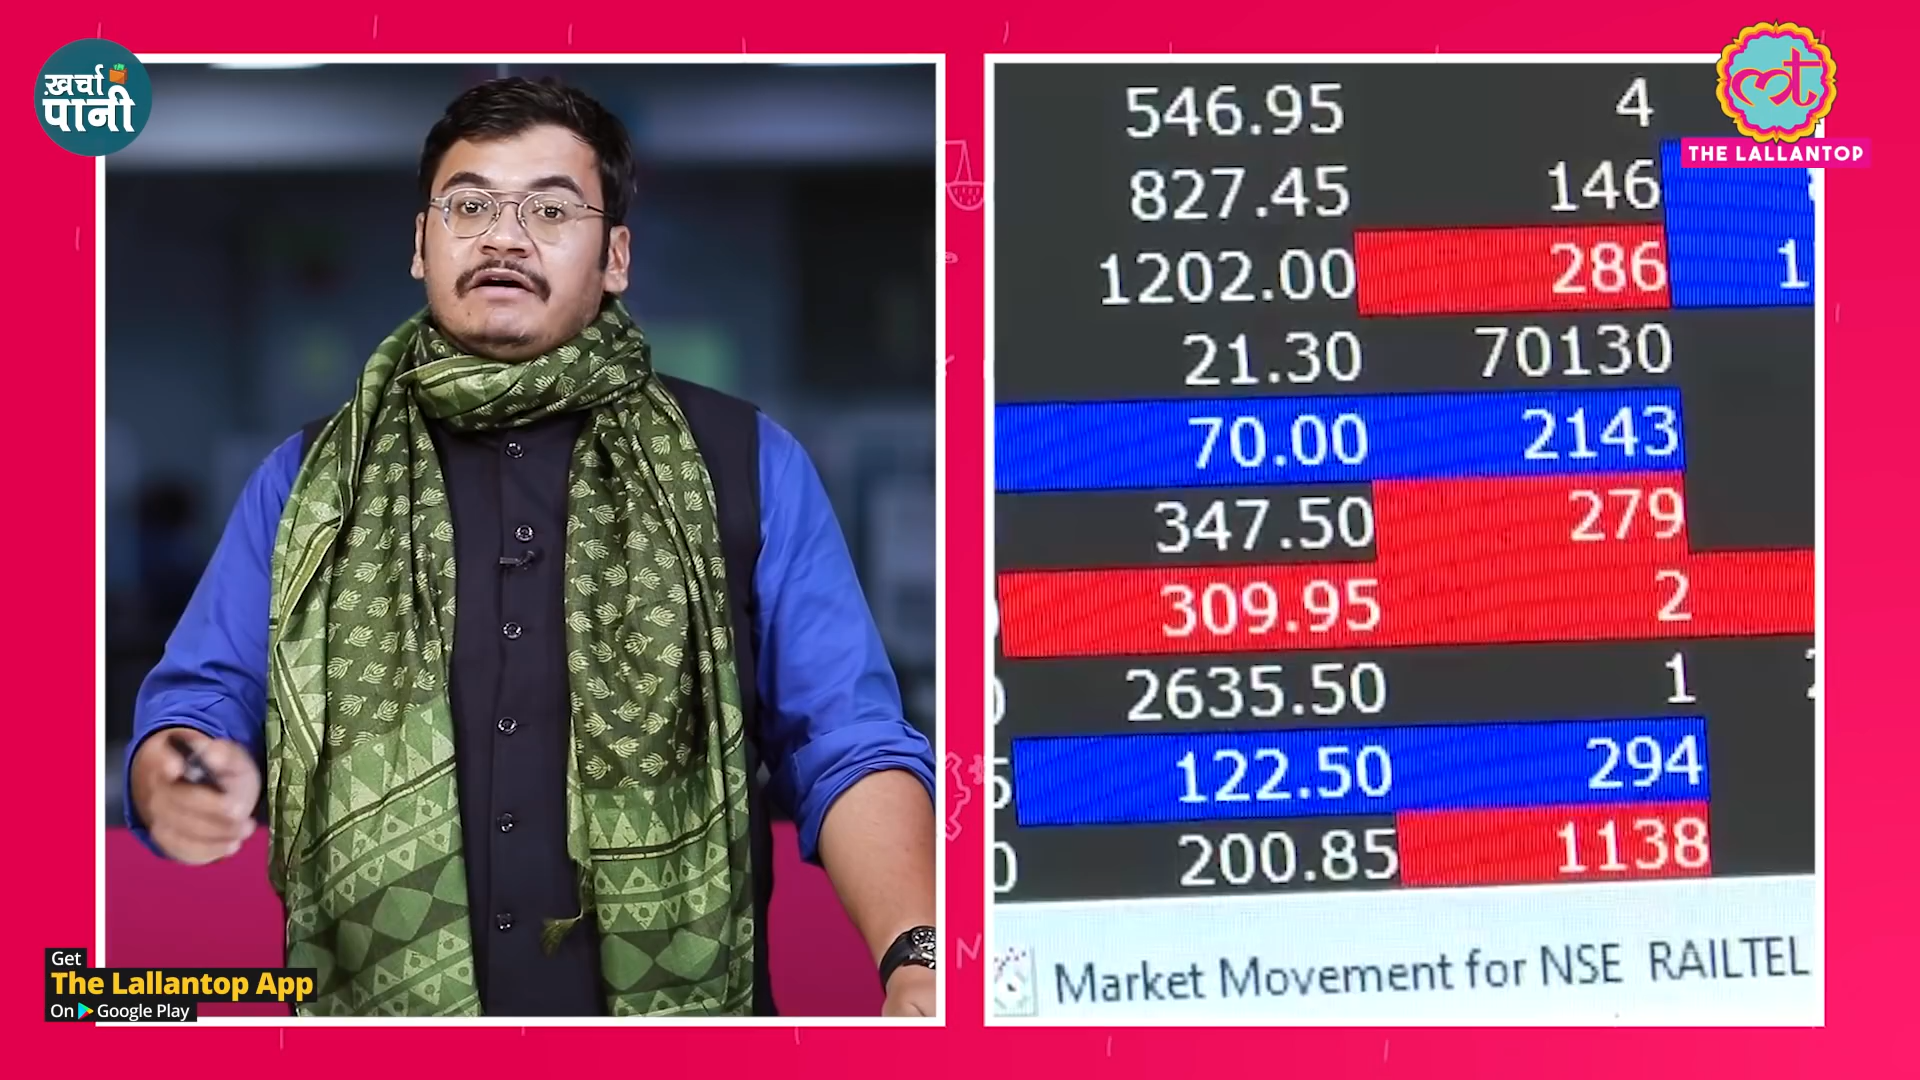 ख़र्चा
पानी
THE LALLANTOP
546.95 4
827.45 146
1202.00 286 1
21.30 70130
70.00 2143
347.50 279
309.95 2
2635.50 1
122.50 294
200.85 1138
Market Movement for NSE RAILTEL
Get
The Lallantop App
On Google Play